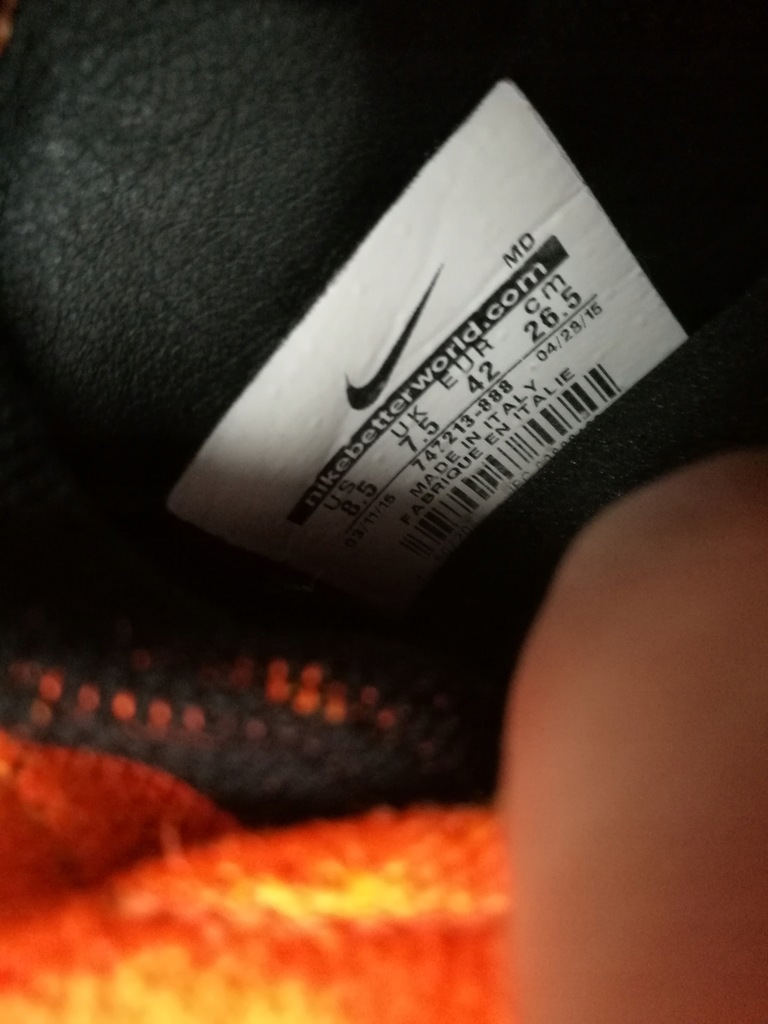 MD
nikebetterworld.com
US UK EUR cm
8.5 7.5 42 26.5
03/11/15 747213-888 04/28/15
MADE IN ITALY
FABRIQUE EN ITALIE